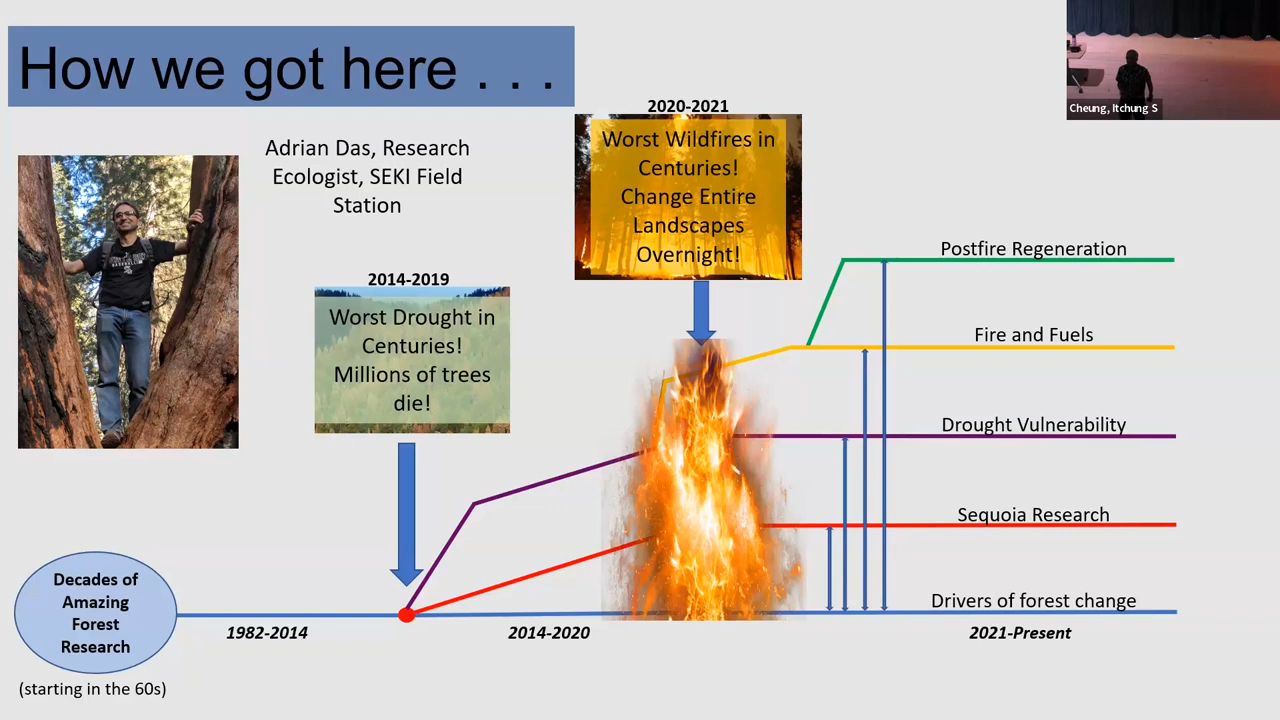 How we got here . . .
Cheung, Itchung S
Adrian Das, Research
Ecologist, SEKI Field
Station
2020-2021
Worst Wildfires in
Centuries!
Change Entire
Landscapes
Overnight!
2014-2019
Worst Drought in
Centuries!
Millions of trees
die!
Postfire Regeneration
Fire and Fuels
Drought Vulnerability
Sequoia Research
Drivers of forest change
Decades of
Amazing
Forest
Research
(starting in the 60s)
1982-2014
2014-2020
2021-Present